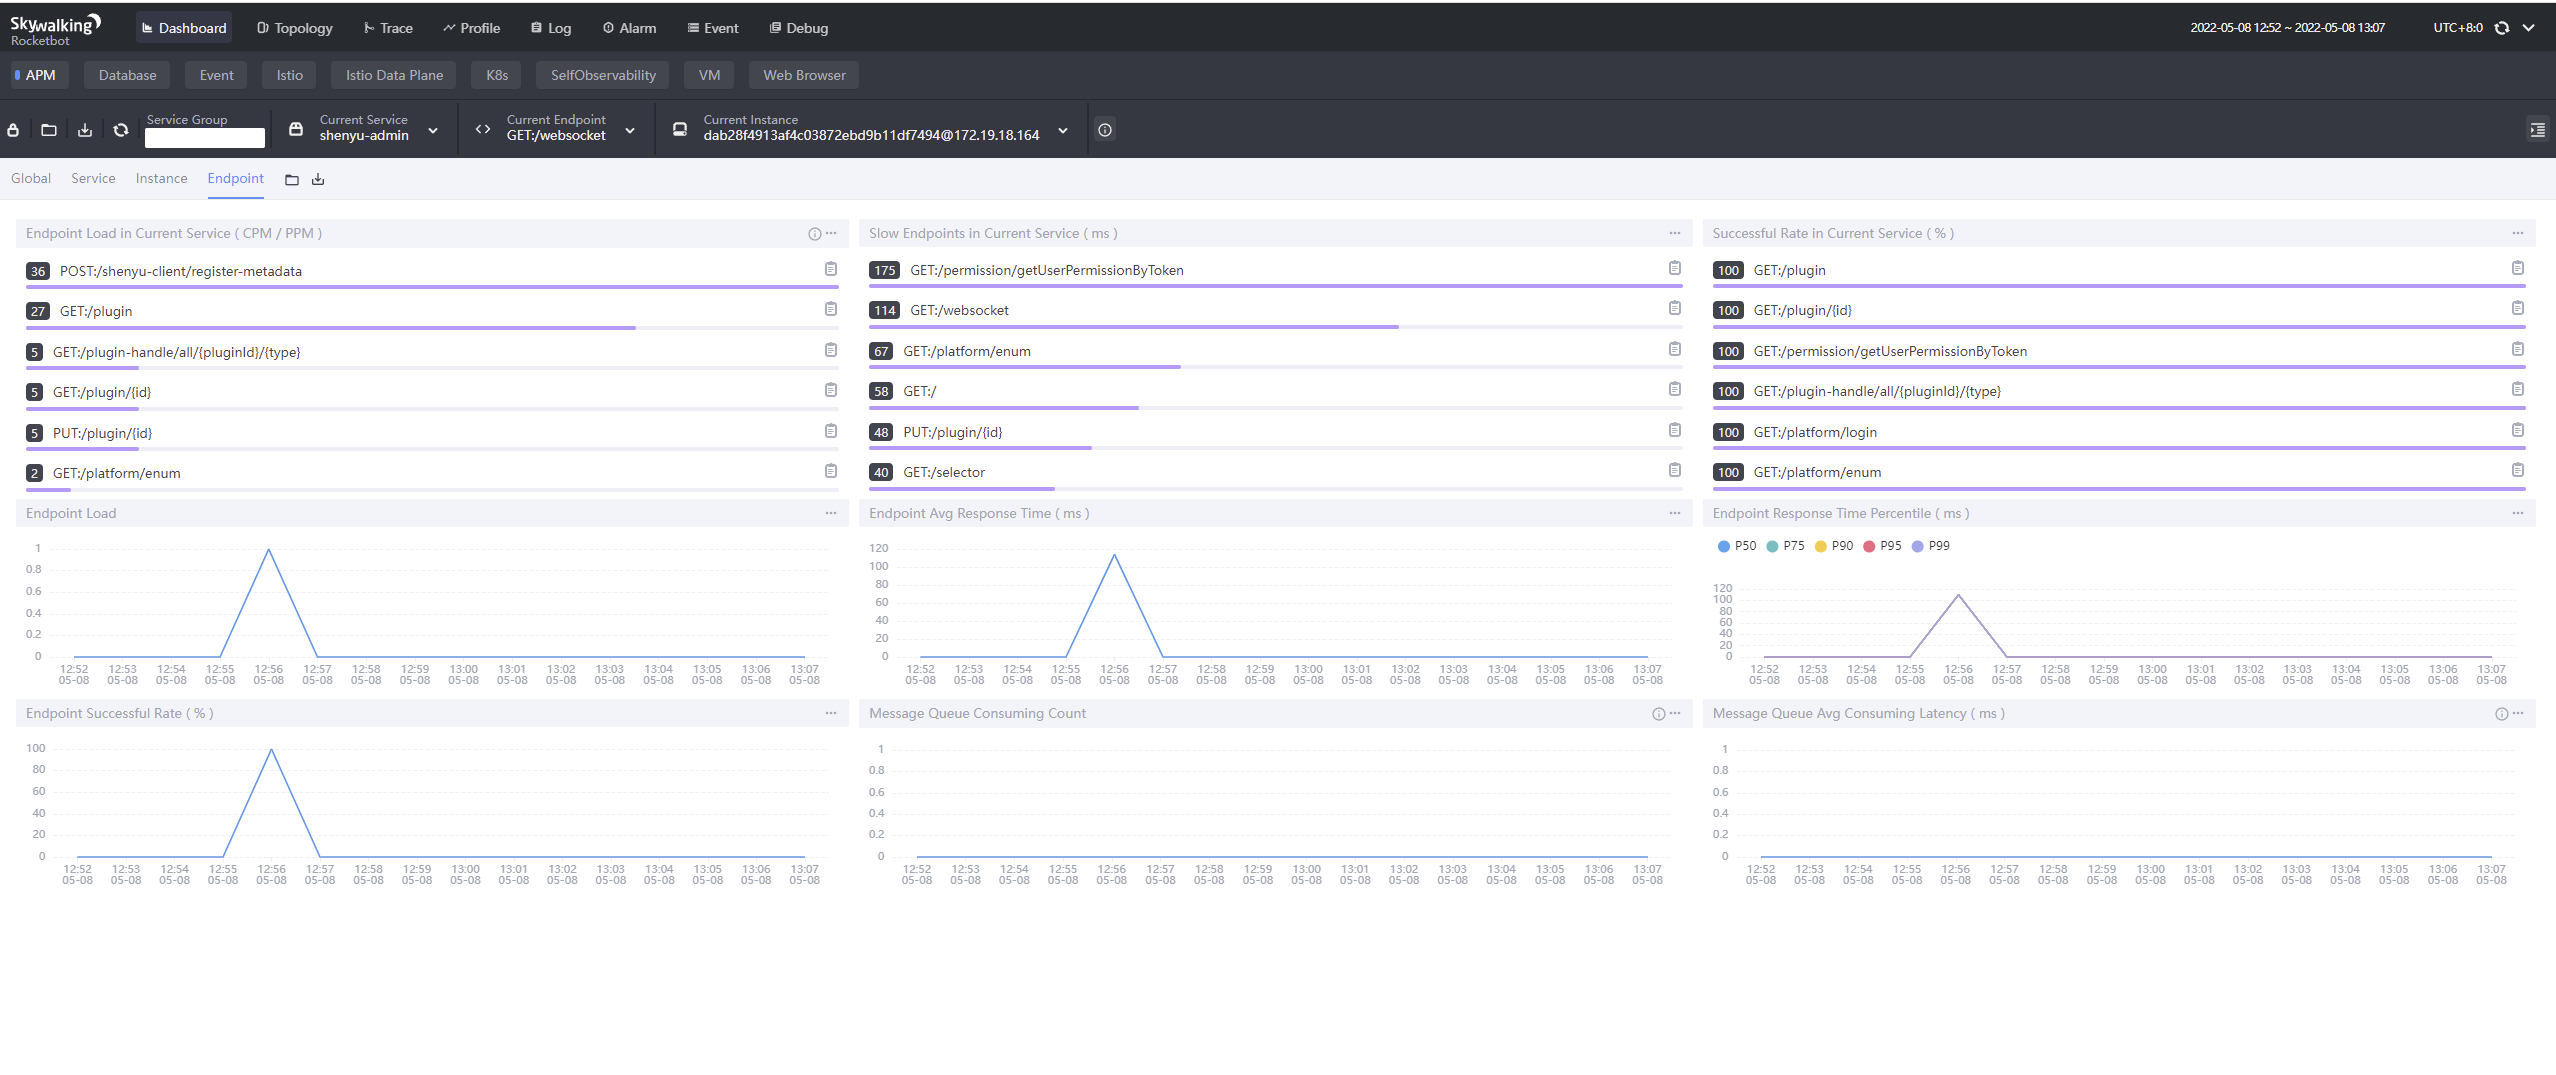 Skywalking
Rocketbot
Dashboard Topology Trace Profile Log Alarm Event Debug
2022-05-08 12:52 ~ 2022-05-08 13:07 UTC+8:0
APM Database Event Istio Istio Data Plane K8s SelfObservability VM Web Browser
Service Group
Current Service
shenyu-admin
Current Endpoint
GET:/websocket
Current Instance
dab28f4913af4c03872ebd9b11df7494@172.19.18.164
Global Service Instance Endpoint
Endpoint Load in Current Service ( CPM / PPM )
36 POST:/shenyu-client/register-metadata
27 GET:/plugin
5 GET:/plugin-handle/all/{pluginId}/{type}
5 GET:/plugin/{id}
5 PUT:/plugin/{id}
2 GET:/platform/enum
Slow Endpoints in Current Service ( ms )
175 GET:/permission/getUserPermissionByToken
114 GET:/websocket
67 GET:/platform/enum
58 GET:/
48 PUT:/plugin/{id}
40 GET:/selector
Successful Rate in Current Service ( % )
100 GET:/plugin
100 GET:/plugin/{id}
100 GET:/permission/getUserPermissionByToken
100 GET:/plugin-handle/all/{pluginId}/{type}
100 GET:/platform/login
100 GET:/platform/enum
Endpoint Load
1
0.8
0.6
0.4
0.2
0
12:52 12:53 12:54 12:55 12:56 12:57 12:58 12:59 13:00 13:01 13:02 13:03 13:04 13:05 13:06 13:07
05-08 05-08 05-08 05-08 05-08 05-08 05-08 05-08 05-08 05-08 05-08 05-08 05-08 05-08 05-08 05-08
Endpoint Avg Response Time ( ms )
120
100
80
60
40
20
0
12:52 12:53 12:54 12:55 12:56 12:57 12:58 12:59 13:00 13:01 13:02 13:03 13:04 13:05 13:06 13:07
05-08 05-08 05-08 05-08 05-08 05-08 05-08 05-08 05-08 05-08 05-08 05-08 05-08 05-08 05-08 05-08
Endpoint Response Time Percentile ( ms )
P50 P75 P90 P95 P99
120
100
80
60
40
20
0
12:52 12:53 12:54 12:55 12:56 12:57 12:58 12:59 13:00 13:01 13:02 13:03 13:04 13:05 13:06 13:07
05-08 05-08 05-08 05-08 05-08 05-08 05-08 05-08 05-08 05-08 05-08 05-08 05-08 05-08 05-08 05-08
Endpoint Successful Rate ( % )
100
80
60
40
20
0
12:52 12:53 12:54 12:55 12:56 12:57 12:58 12:59 13:00 13:01 13:02 13:03 13:04 13:05 13:06 13:07
05-08 05-08 05-08 05-08 05-08 05-08 05-08 05-08 05-08 05-08 05-08 05-08 05-08 05-08 05-08 05-08
Message Queue Consuming Count
1
0.8
0.6
0.4
0.2
0
12:52 12:53 12:54 12:55 12:56 12:57 12:58 12:59 13:00 13:01 13:02 13:03 13:04 13:05 13:06 13:07
05-08 05-08 05-08 05-08 05-08 05-08 05-08 05-08 05-08 05-08 05-08 05-08 05-08 05-08 05-08 05-08
Message Queue Avg Consuming Latency ( ms )
1
0.8
0.6
0.4
0.2
0
12:52 12:53 12:54 12:55 12:56 12:57 12:58 12:59 13:00 13:01 13:02 13:03 13:04 13:05 13:06 13:07
05-08 05-08 05-08 05-08 05-08 05-08 05-08 05-08 05-08 05-08 05-08 05-08 05-08 05-08 05-08 05-08